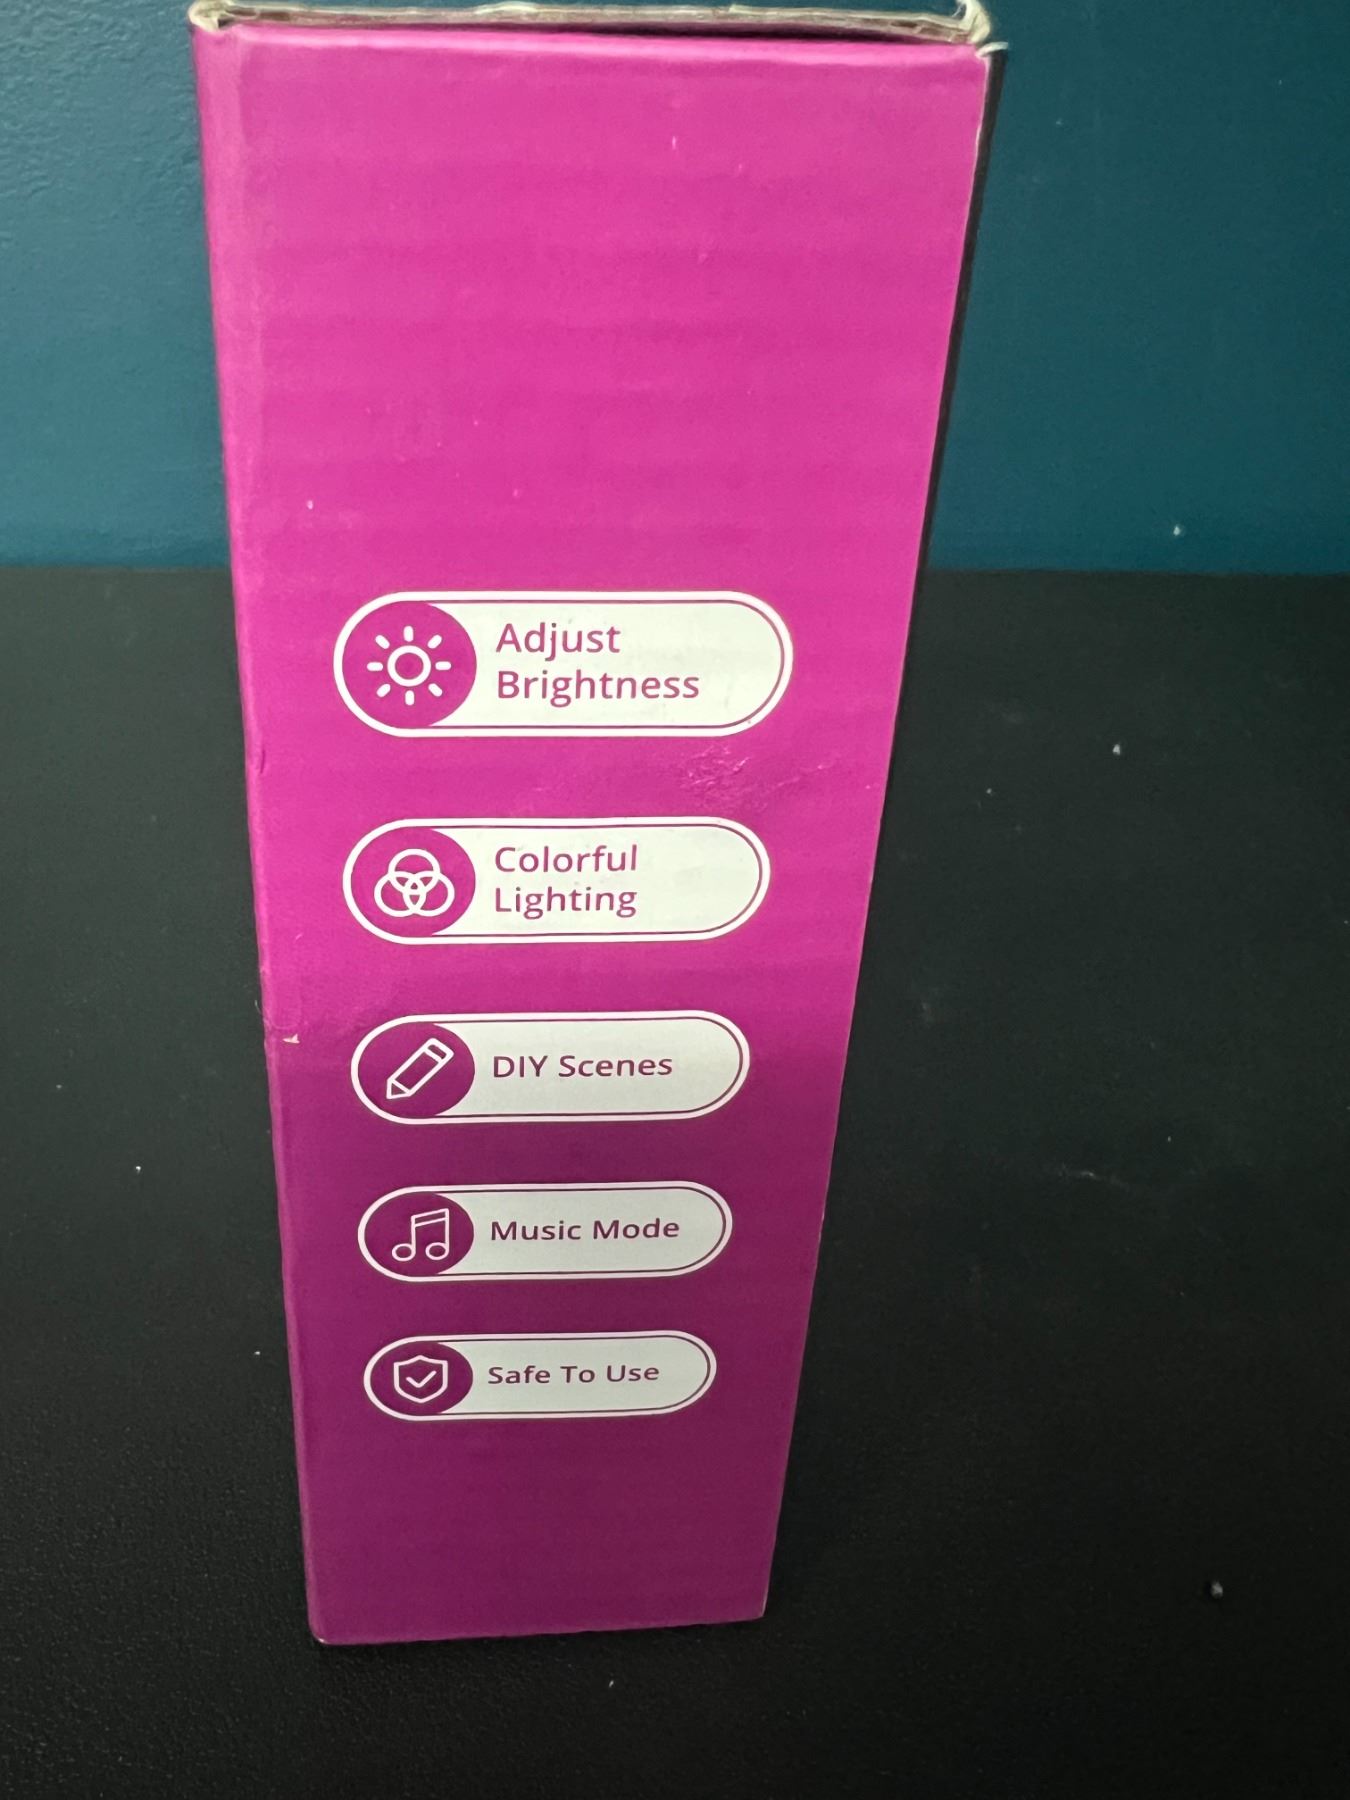 Adjust
Brightness
Colorful
Lighting
DIY Scenes
Music Mode
Safe To Use